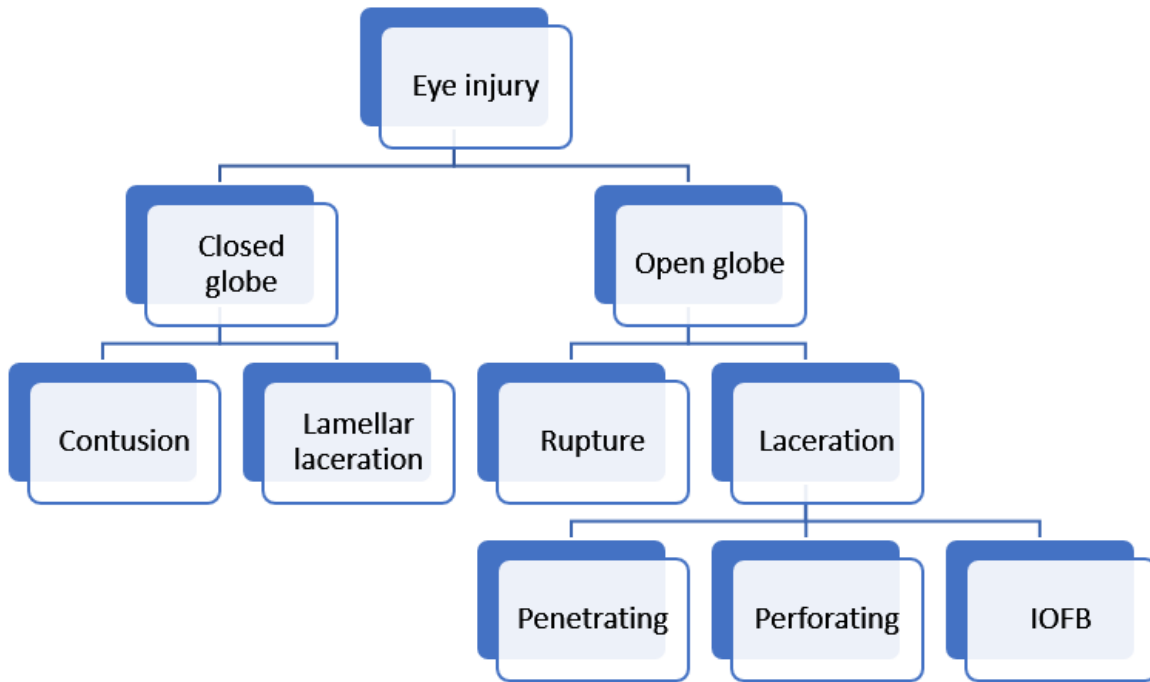 Eye injury
Closed
globe
Open globe
Contusion
Lamellar
laceration
Rupture
Laceration
Penetrating
Perforating
IOFB